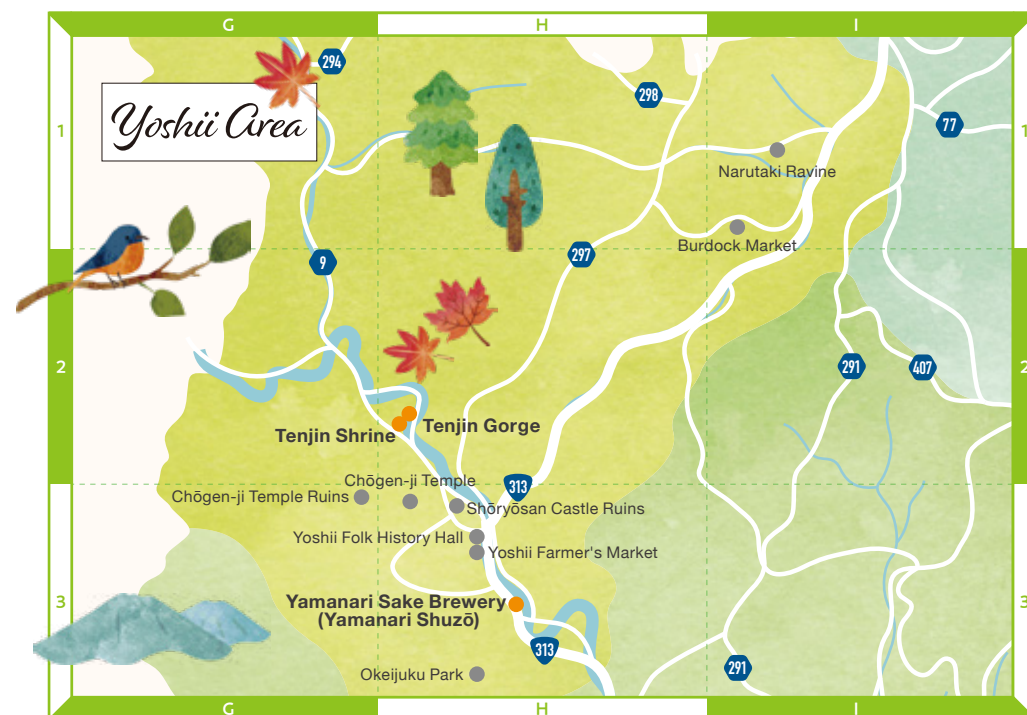 G
H
I
294
298
Yoshii Area
1
77
1
Narutaki Ravine
Burdock Market
297
9
2
291
407
2
Tenjin Shrine
Tenjin Gorge
Chōgen-ji Temple
313
Chōgen-ji Temple Ruins
Shōryōsan Castle Ruins
Yoshii Folk History Hall
Yoshii Farmer's Market
3
Yamanari Sake Brewery
(Yamanari Shuzō)
3
313
291
Okeijuku Park
G
H
I